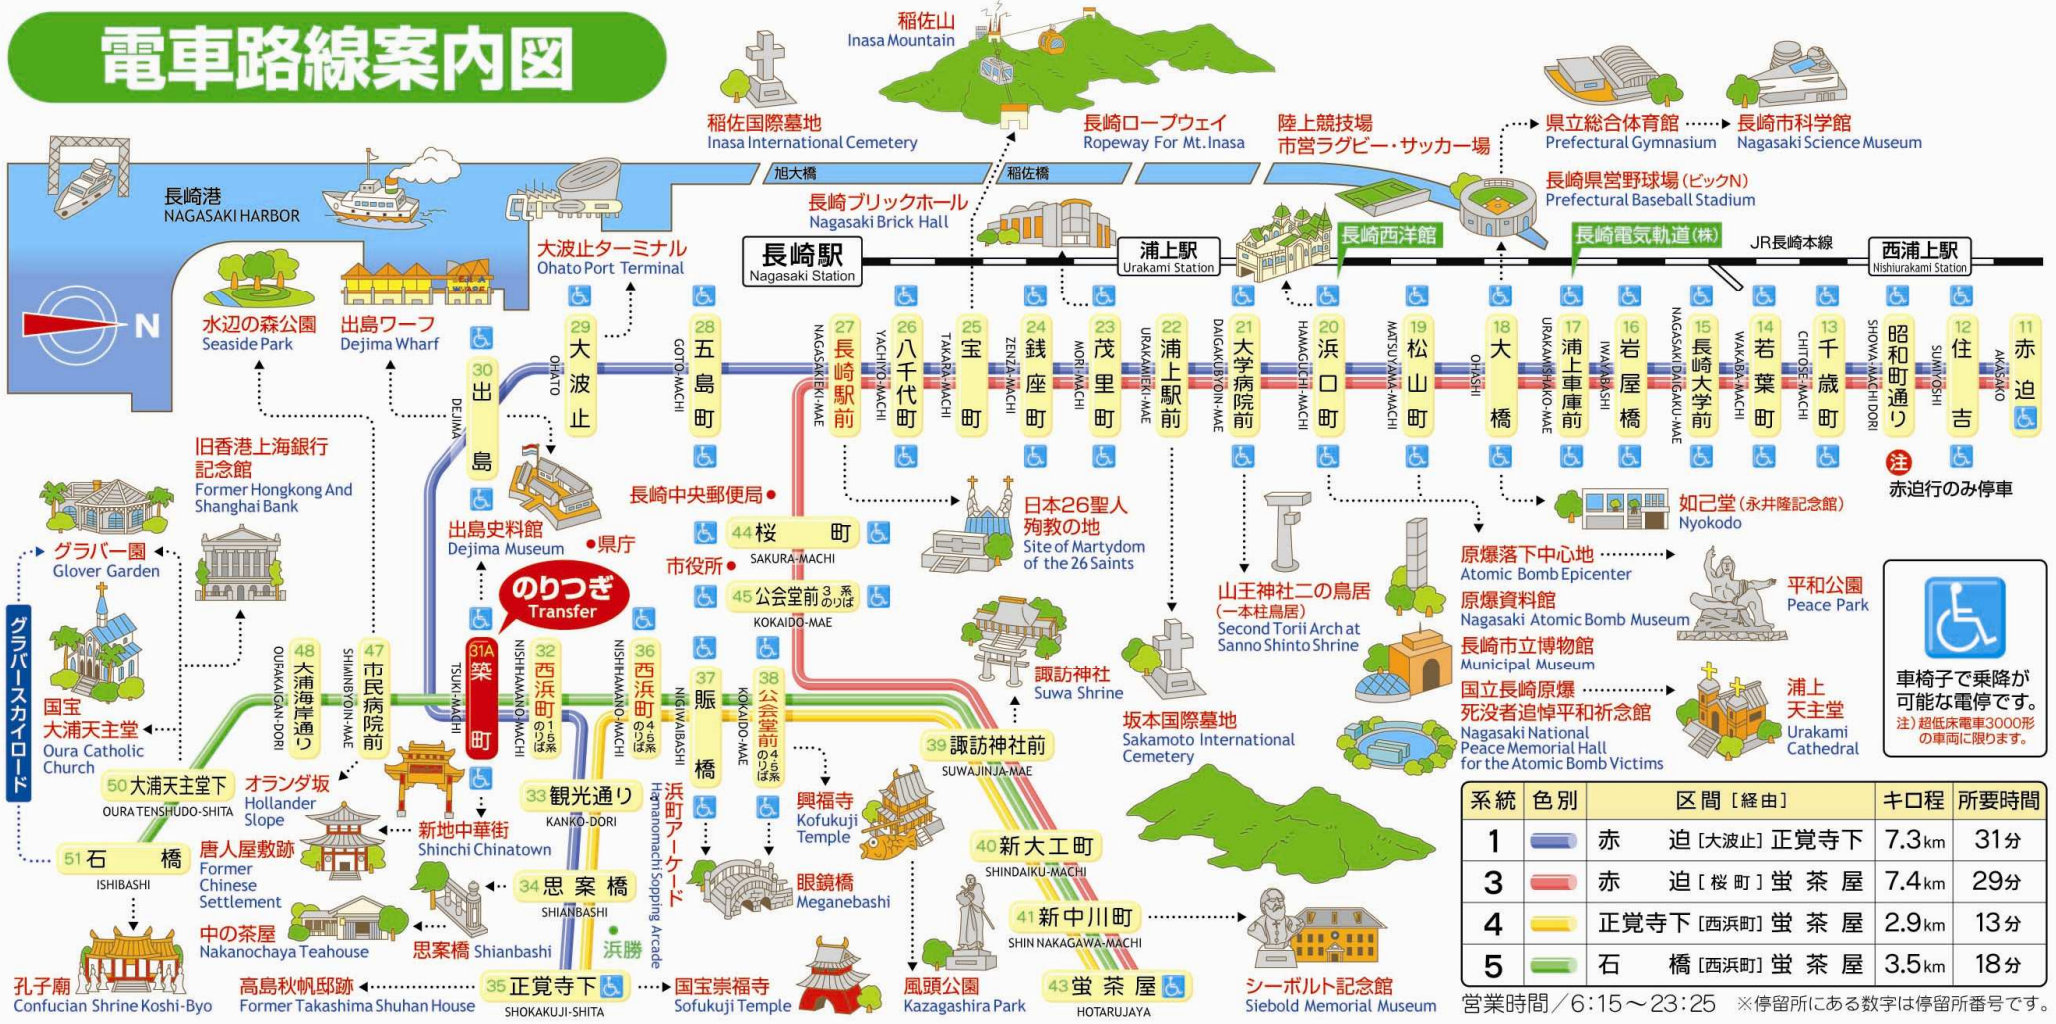 電車路線案内図
稲佐山
Inasa Mountain
稲佐国際墓地
Inasa International Cemetery
長崎ロープウェイ
Ropeway For Mt.Inasa
陸上競技場
市営ラグビー・サッカー場
県立総合体育館
Prefectural Gymnasium
長崎市科学館
Nagasaki Science Museum
長崎県営野球場(ビックN)
Prefectural Baseball Stadium
旭大橋
稲佐橋
長崎港
NAGASAKI HARBOR
長崎ブリックホール
Nagasaki Brick Hall
大波止ターミナル
Ohato Port Terminal
長崎駅
Nagasaki Station
浦上駅
Urakami Station
長崎西洋館
長崎電気軌道(株)
JR長崎本線
西浦上駅
Nishiurakami Station
N
水辺の森公園
Seaside Park
出島ワーフ
Dejima Wharf
30 出島
DEJIMA
29 大波止
OHATO
28 五島町
GOTO-MACHI
27 長崎駅前
NAGASAKIEKI-MAE
26 八千代町
YACHIYO-MACHI
25 宝町
TAKARA-MACHI
24 銭座町
ZENZA-MACHI
23 茂里町
MORI-MACHI
22 浦上駅前
URAKAMIEKI-MAE
21 大学病院前
DAIGAKUBYOIN-MAE
20 浜口町
HAMAGUCHI-MACHI
19 松山町
MATSUYAMA-MACHI
18 大橋
OHASHI
17 浦上車庫前
URAKAMISHAKO-MAE
16 岩屋橋
IWAYABASHI
15 長崎大学前
NAGASAKIDAIGAKU-MAE
14 若葉町
WAKABA-MACHI
13 千歳町
CHITOSE-MACHI
昭和町通り
SHOWA-MACHIDORI
12 住吉
SUMIYOSHI
11 赤迫
AKASAKO
注
赤迫行のみ停車
旧香港上海銀行
記念館
Former Hongkong And
Shanghai Bank
グラバー園
Glover Garden
グラバースカイロード
国宝
大浦天主堂
Oura Catholic
Church
出島史料館
Dejima Museum
県庁
長崎中央郵便局
市役所
44 桜町
SAKURA-MACHI
45 公会堂前 3系のりば
KOKAIDO-MAE
のりつぎ
Transfer
日本26聖人
殉教の地
Site of Martydom
of the 26 Saints
諏訪神社
Suwa Shrine
坂本国際墓地
Sakamoto International
Cemetery
山王神社二の鳥居
(一本柱鳥居)
Second Torii Arch at
Sanno Shinto Shrine
如己堂(永井隆記念館)
Nyokodo
原爆落下中心地
Atomic Bomb Epicenter
原爆資料館
Nagasaki Atomic Bomb Museum
長崎市立博物館
Municipal Museum
国立長崎原爆
死没者追悼平和祈念館
Nagasaki National
Peace Memorial Hall
for the Atomic Bomb Victims
平和公園
Peace Park
浦上
天主堂
Urakami
Cathedral
車椅子で乗降が
可能な電停です。
注)超低床電車3000形
の車両に限ります。
48 大浦海岸通り
OURAKAIGAN-DORI
47 市民病院前
SHIMINBYOIN-MAE
31A 築町
TSUKI-MACHI
32 西浜町 1・5系のりば
NISHIHAMANO-MACHI
36 西浜町 4・5系のりば
NISHIHAMANO-MACHI
37 賑橋
NIGIWAIBASHI
38 公会堂前 4・5系のりば
KOKAIDO-MAE
39 諏訪神社前
SUWAJINJA-MAE
50 大浦天主堂下
OURA TENSHUDO-SHITA
51 石橋
ISHIBASHI
オランダ坂
Hollander
Slope
唐人屋敷跡
Former
Chinese
Settlement
新地中華街
Shinchi Chinatown
33 観光通り
KANKO-DORI
34 思案橋
SHIANBASHI
浜町アーケード
Hamanomachi Sopping Arcade
浜勝
興福寺
Kofukuji
Temple
眼鏡橋
Meganebashi
40 新大工町
SHINDAIKU-MACHI
41 新中川町
SHIN NAKAGAWA-MACHI
43 蛍茶屋
HOTARUJAYA
中の茶屋
Nakanochaya Teahouse
思案橋 Shianbashi
孔子廟
Confucian Shrine Koshi-Byo
高島秋帆邸跡
Former Takashima Shuhan House
35 正覚寺下
SHOKAKUJI-SHITA
国宝崇福寺
Sofukuji Temple
風頭公園
Kazagashira Park
シーボルト記念館
Siebold Memorial Museum
系統 色別 区間[経由] キロ程 所要時間
1 赤迫[大波止]正覚寺下 7.3km 31分
3 赤迫[桜町]蛍茶屋 7.4km 29分
4 正覚寺下[西浜町]蛍茶屋 2.9km 13分
5 石橋[西浜町]蛍茶屋 3.5km 18分
営業時間/6:15~23:25 ※停留所にある数字は停留所番号です。